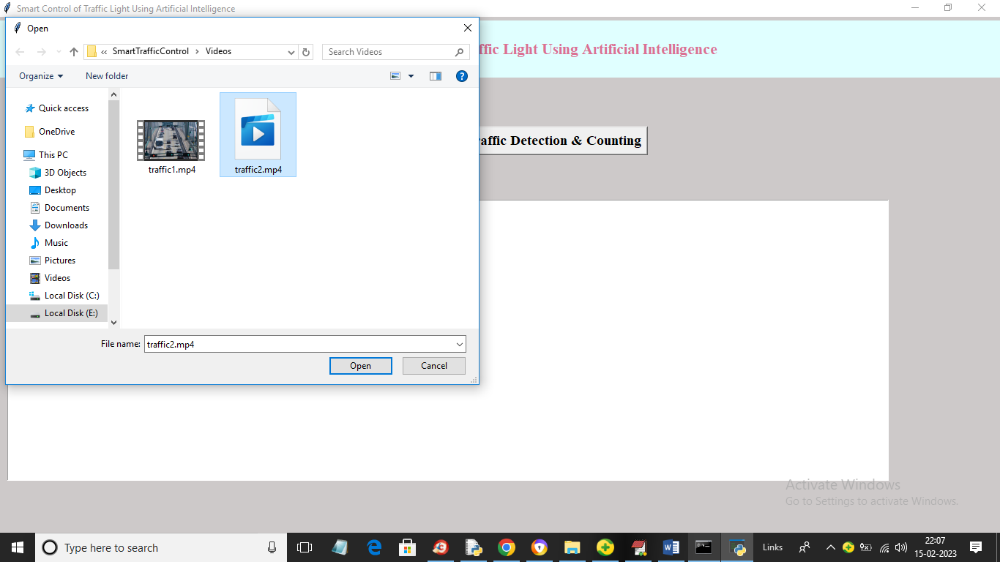 Smart Control of Traffic Light Using Artificial Intelligence
Open
« SmartTrafficControl › Videos
Search Videos
ffic Light Using Artificial Intelligence
Organize
New folder
?
Quick access
OneDrive
This PC
3D Objects
Desktop
Documents
Downloads
Music
Pictures
Videos
Local Disk (C:)
Local Disk (E:)
traffic1.mp4
traffic2.mp4
raffic Detection & Counting
File name: traffic2.mp4
Open
Cancel
Activate Windows
Go to Settings to activate Windows.
Type here to search
Links
22:07
15-02-2023